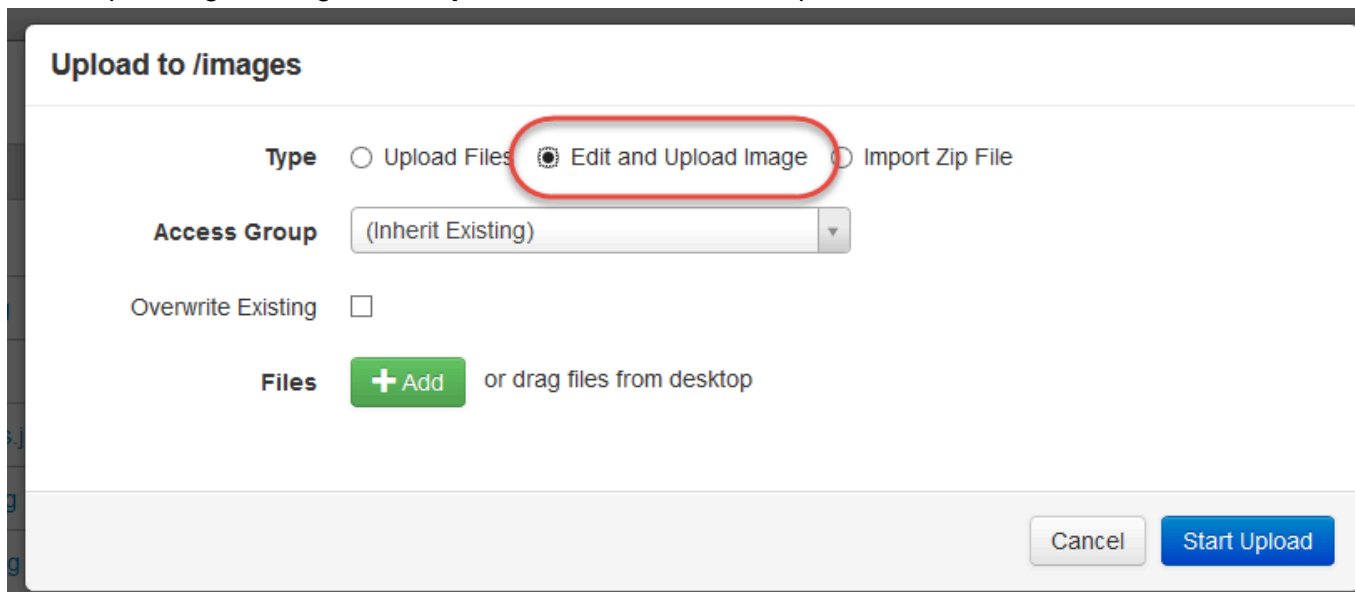 Upload to /images
Type Upload Files Edit and Upload Image Import Zip File
Access Group (Inherit Existing)
Overwrite Existing
Files + Add or drag files from desktop
s.j
g
g
Cancel Start Upload